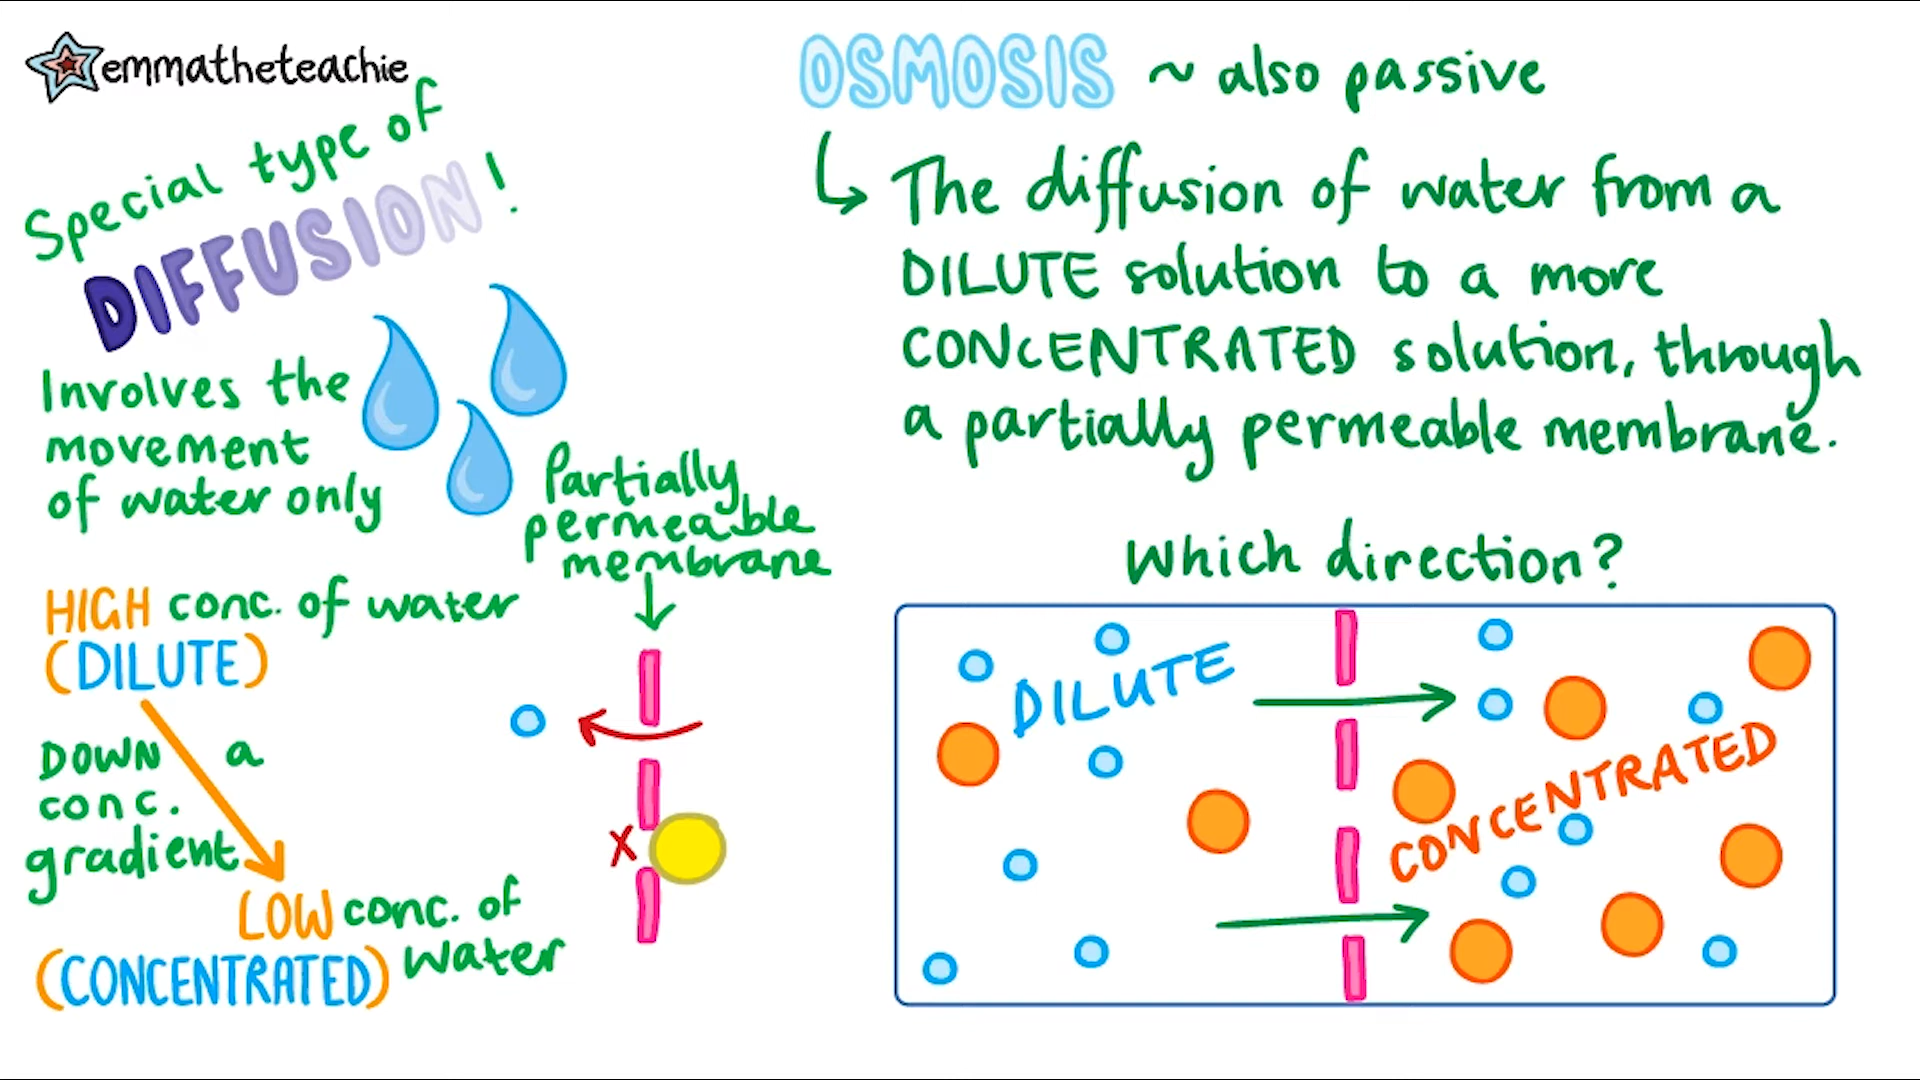 emmatheteachie
Special type of
DIFFUSION!
Involves the
movement
of water only
Partially
permeable
membrane
HIGH conc. of water
(DILUTE)
DOWN a
conc.
gradient
LOW conc. of
water
(CONCENTRATED)
x
OSMOSIS ~ also passive
The diffusion of water from a
DILUTE solution to a more
CONCENTRATED solution, through
a partially permeable membrane.
Which direction?
DILUTE
CONCENTRATED